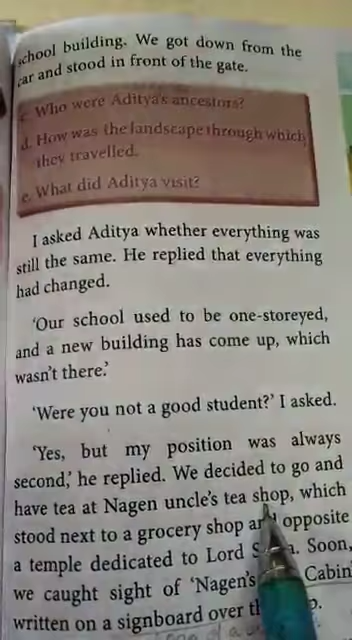 school building. We got down from the
car and stood in front of the gate.
c. Who were Aditya's ancestors?
d. How was the landscape through which
they travelled.
e. What did Aditya visit?
I asked Aditya whether everything was
still the same. He replied that everything
had changed.
'Our school used to be one-storeyed,
and a new building has come up, which
wasn't there.'
'Were you not a good student?' I asked.
'Yes, but my position was always
second,' he replied. We decided to go and
have tea at Nagen uncle's tea shop, which
stood next to a grocery shop and opposite
a temple dedicated to Lord Soon,
we caught sight of 'Nagen's Cabin'
written on a signboard over